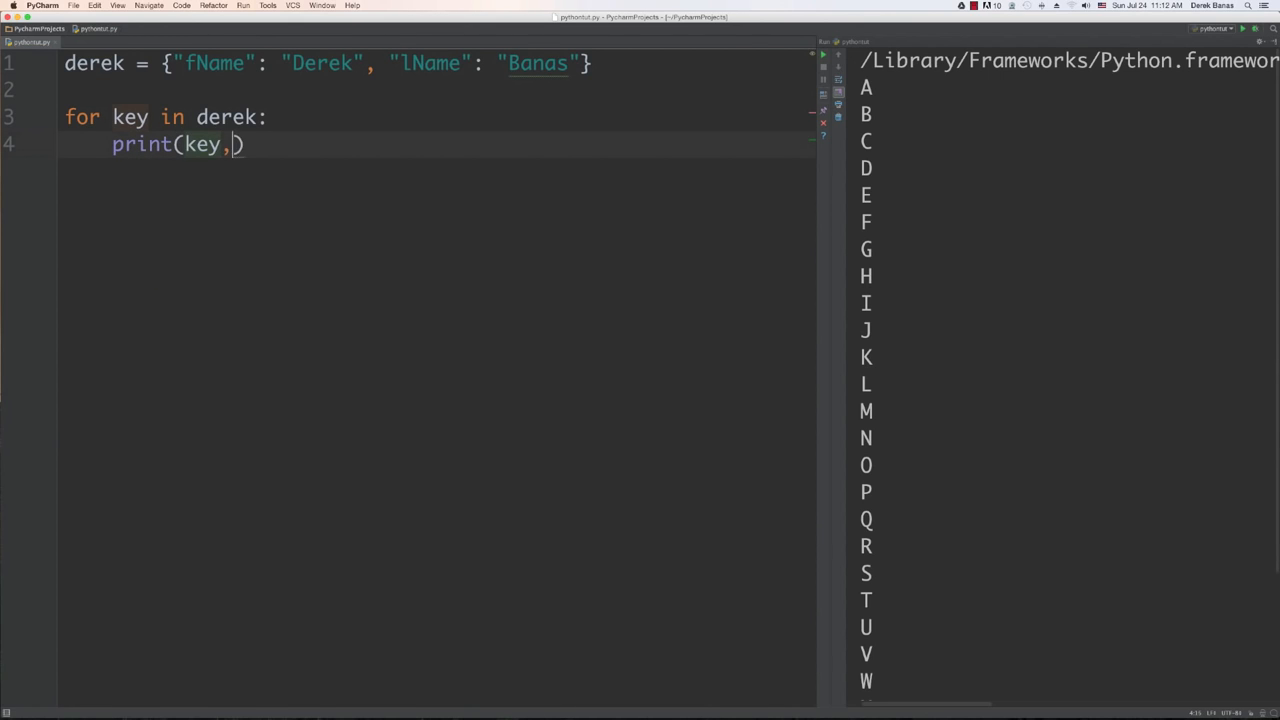 PyCharm File Edit View Navigate Code Refactor Run Tools VCS Window Help
10 Sun Jul 24 11:12 AM Derek Banas
pythontut.py - PycharmProjects - [~/PycharmProjects]
PycharmProjects pythontut.py
pythontut
pythontut.py
Run: pythontut
1 derek = {"fName": "Derek", "lName": "Banas"}
2
3 for key in derek:
4 print(key,)
/Library/Frameworks/Python.framewor
A
B
C
D
E
F
G
H
I
J
K
L
M
N
O
P
Q
R
S
T
U
V
W
4:15 LF≑ UTF-8≑